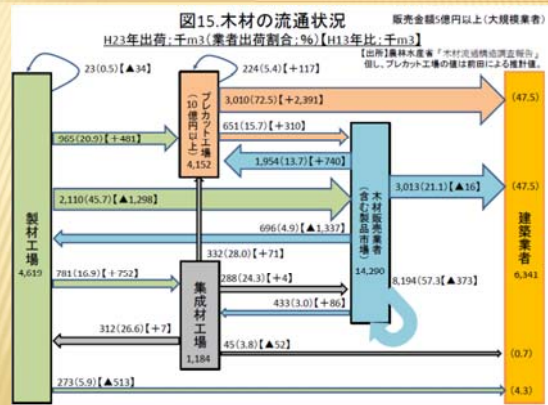 図15.木材の流通状況
販売金額5億円以上(大規模業者)
H23年出荷;千m3(業者出荷割合;%)【H13年比;千m3】
【出所】農林水産省「木材流通構造調査報告」
但し、プレカット工場の値は前田による推計値。
23(0.5)【▲34】
224(5.4)【+117】
プレカット工場
(10億円以上)
4,152
3,010(72.5)【+2,391】
(47.5)
965(20.9)【+481】
651(15.7)【+310】
1,954(13.7)【+740】
木材販売業者
(含む製品市場)
14,290
2,110(45.7)【▲1,298】
3,013(21.1)【▲16】
(47.5)
製材工場
4,619
696(4.9)【▲1,337】
建築業者
6,341
332(28.0)【+71】
781(16.9)【+752】
集成材工場
1,184
288(24.3)【+4】
8,194(57.3【▲373】
433(3.0)【+86】
312(26.6)【+7】
45(3.8)【▲52】
(0.7)
273(5.9)【▲513】
(4.3)